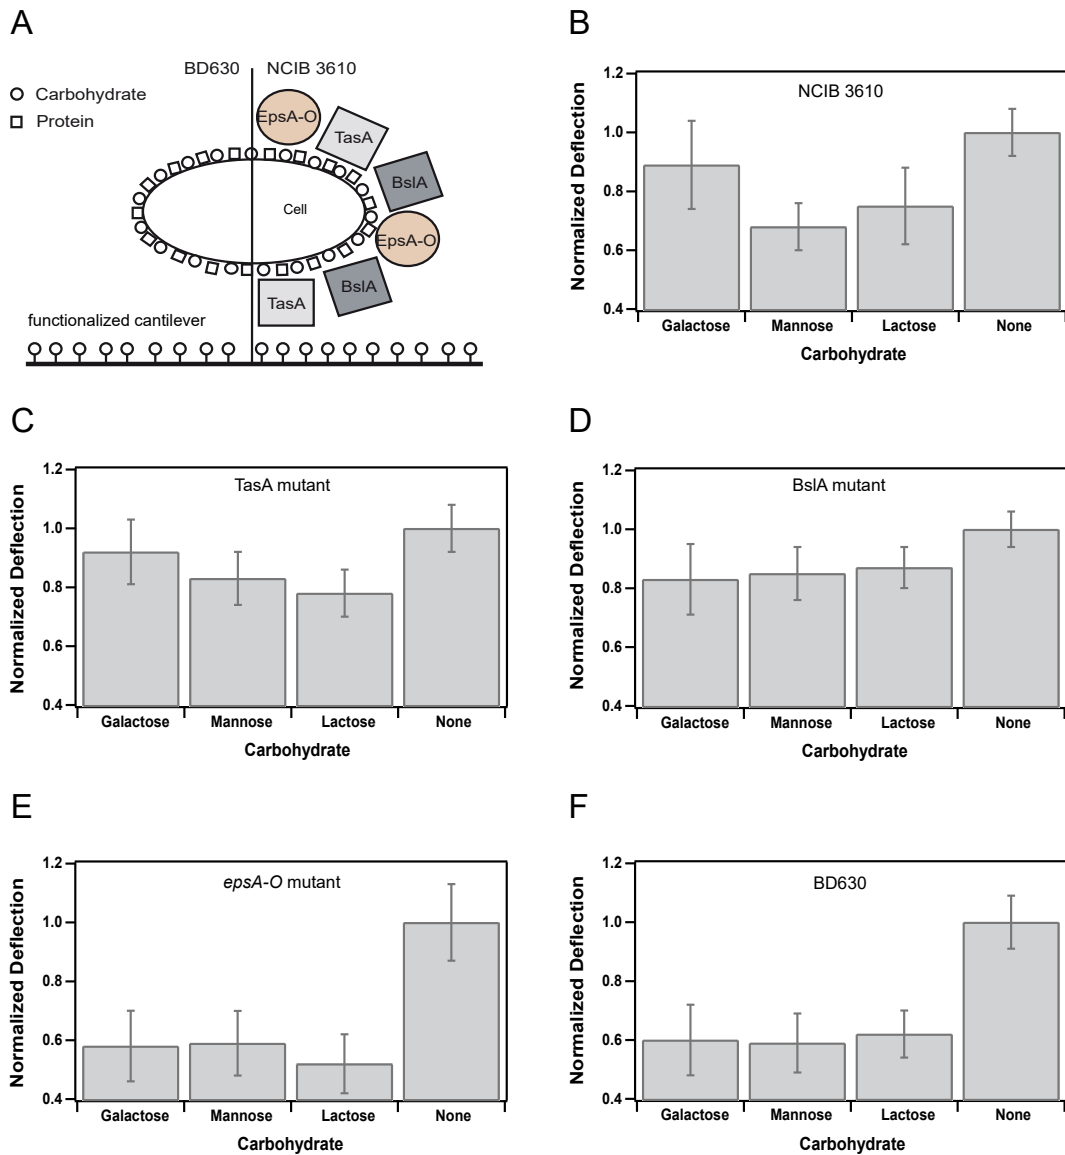 A
BD630 NCIB 3610
Carbohydrate
Protein
EpsA-O
TasA
BslA
Cell
EpsA-O
BslA
TasA
functionalized cantilever
B
NCIB 3610
Normalized Deflection
1.2
1.0
0.8
0.6
0.4
Galactose Mannose Lactose None
Carbohydrate
C
TasA mutant
Normalized Deflection
1.2
1.0
0.8
0.6
0.4
Galactose Mannose Lactose None
Carbohydrate
D
BslA mutant
Normalized Deflection
1.2
1.0
0.8
0.6
0.4
Galactose Mannose Lactose None
Carbohydrate
E
epsA-O mutant
Normalized Deflection
1.2
1.0
0.8
0.6
0.4
Galactose Mannose Lactose None
Carbohydrate
F
BD630
Normalized Deflection
1.2
1.0
0.8
0.6
0.4
Galactose Mannose Lactose None
Carbohydrate